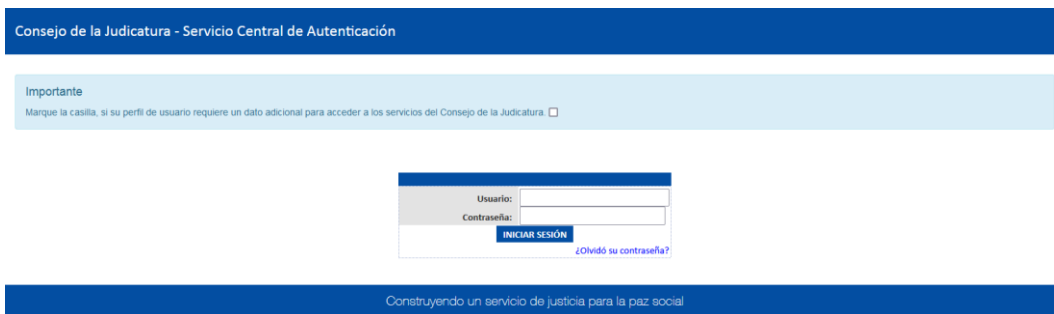 Consejo de la Judicatura - Servicio Central de Autenticación
Importante
Marque la casilla, si su perfil de usuario requiere un dato adicional para acceder a los servicios del Consejo de la Judicatura.
Usuario:
Contraseña:
INICIAR SESIÓN
¿Olvidó su contraseña?
Construyendo un servicio de justicia para la paz social